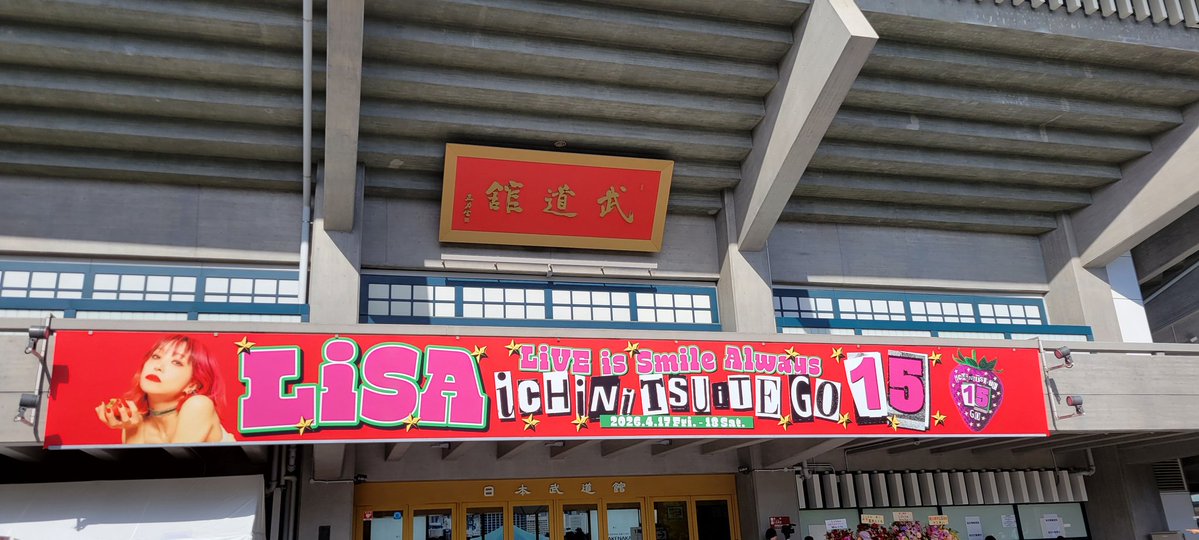 武道館
LiSA
LiVE is Smile Always
iCHiNiTSUiTEGO
15
2026.4.17 Fri. - 18 Sat.
15
GO
日本武道館